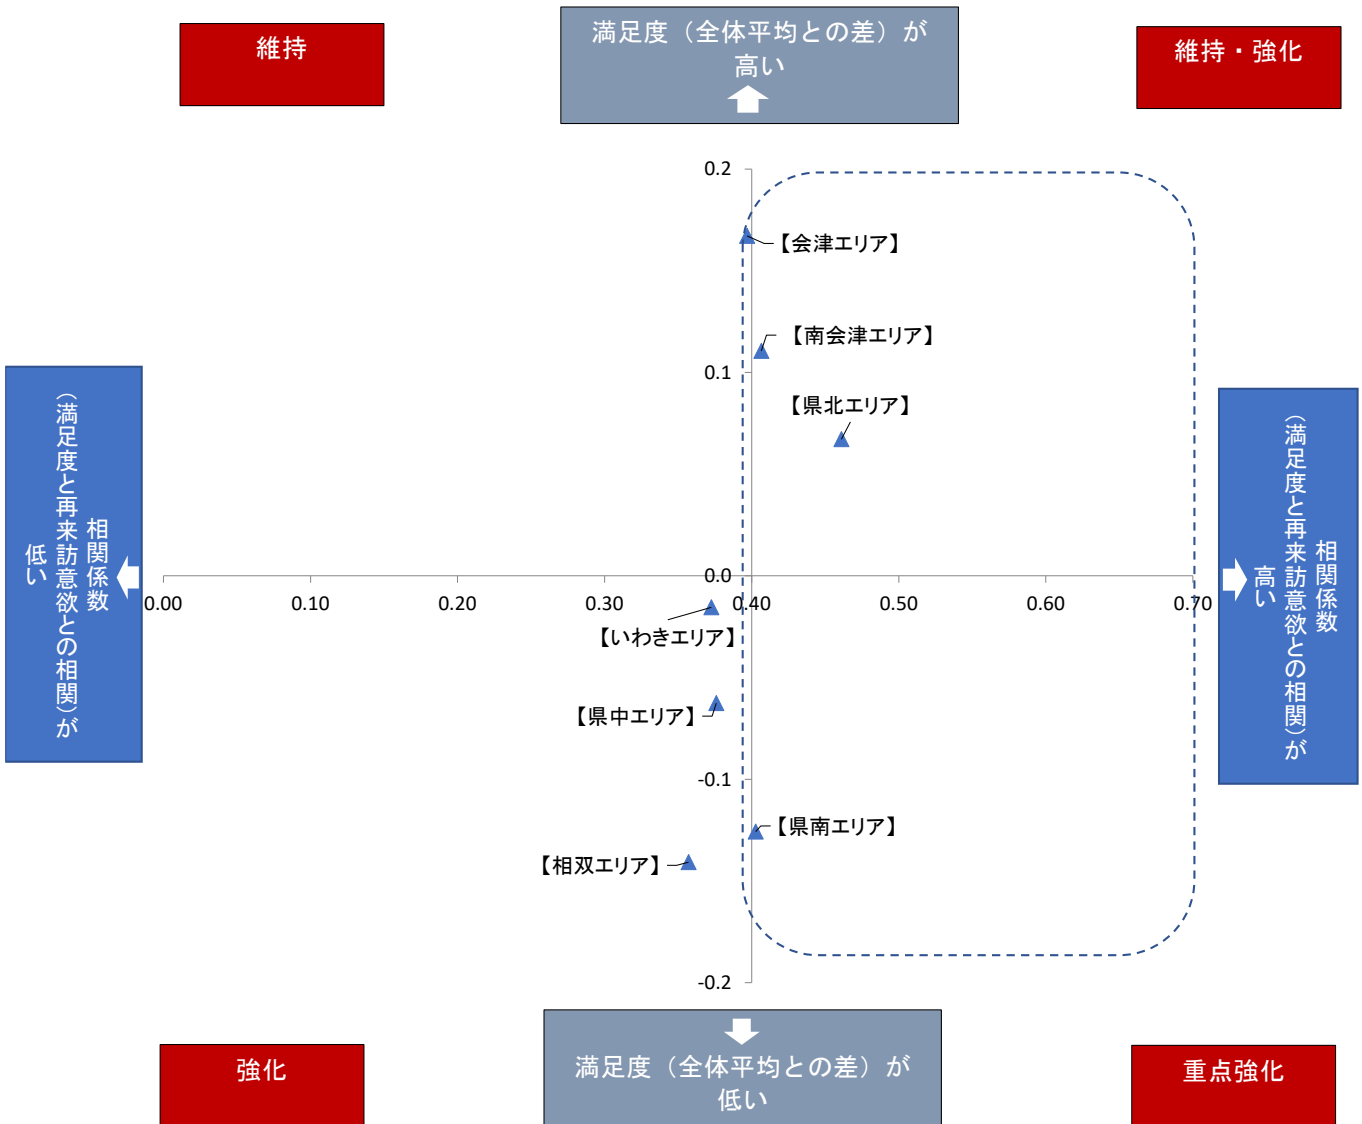 維持
満足度（全体平均との差）が
高い
維持・強化
0.2
【会津エリア】
【南会津エリア】
0.1
【県北エリア】
相関係数
（満足度と再来訪意欲との相関）が
低い
相関係数
（満足度と再来訪意欲との相関）が
高い
0.0
0.00
0.10
0.20
0.30
0.40
0.50
0.60
0.70
【いわきエリア】
【県中エリア】
-0.1
【県南エリア】
【相双エリア】
-0.2
強化
満足度（全体平均との差）が
低い
重点強化